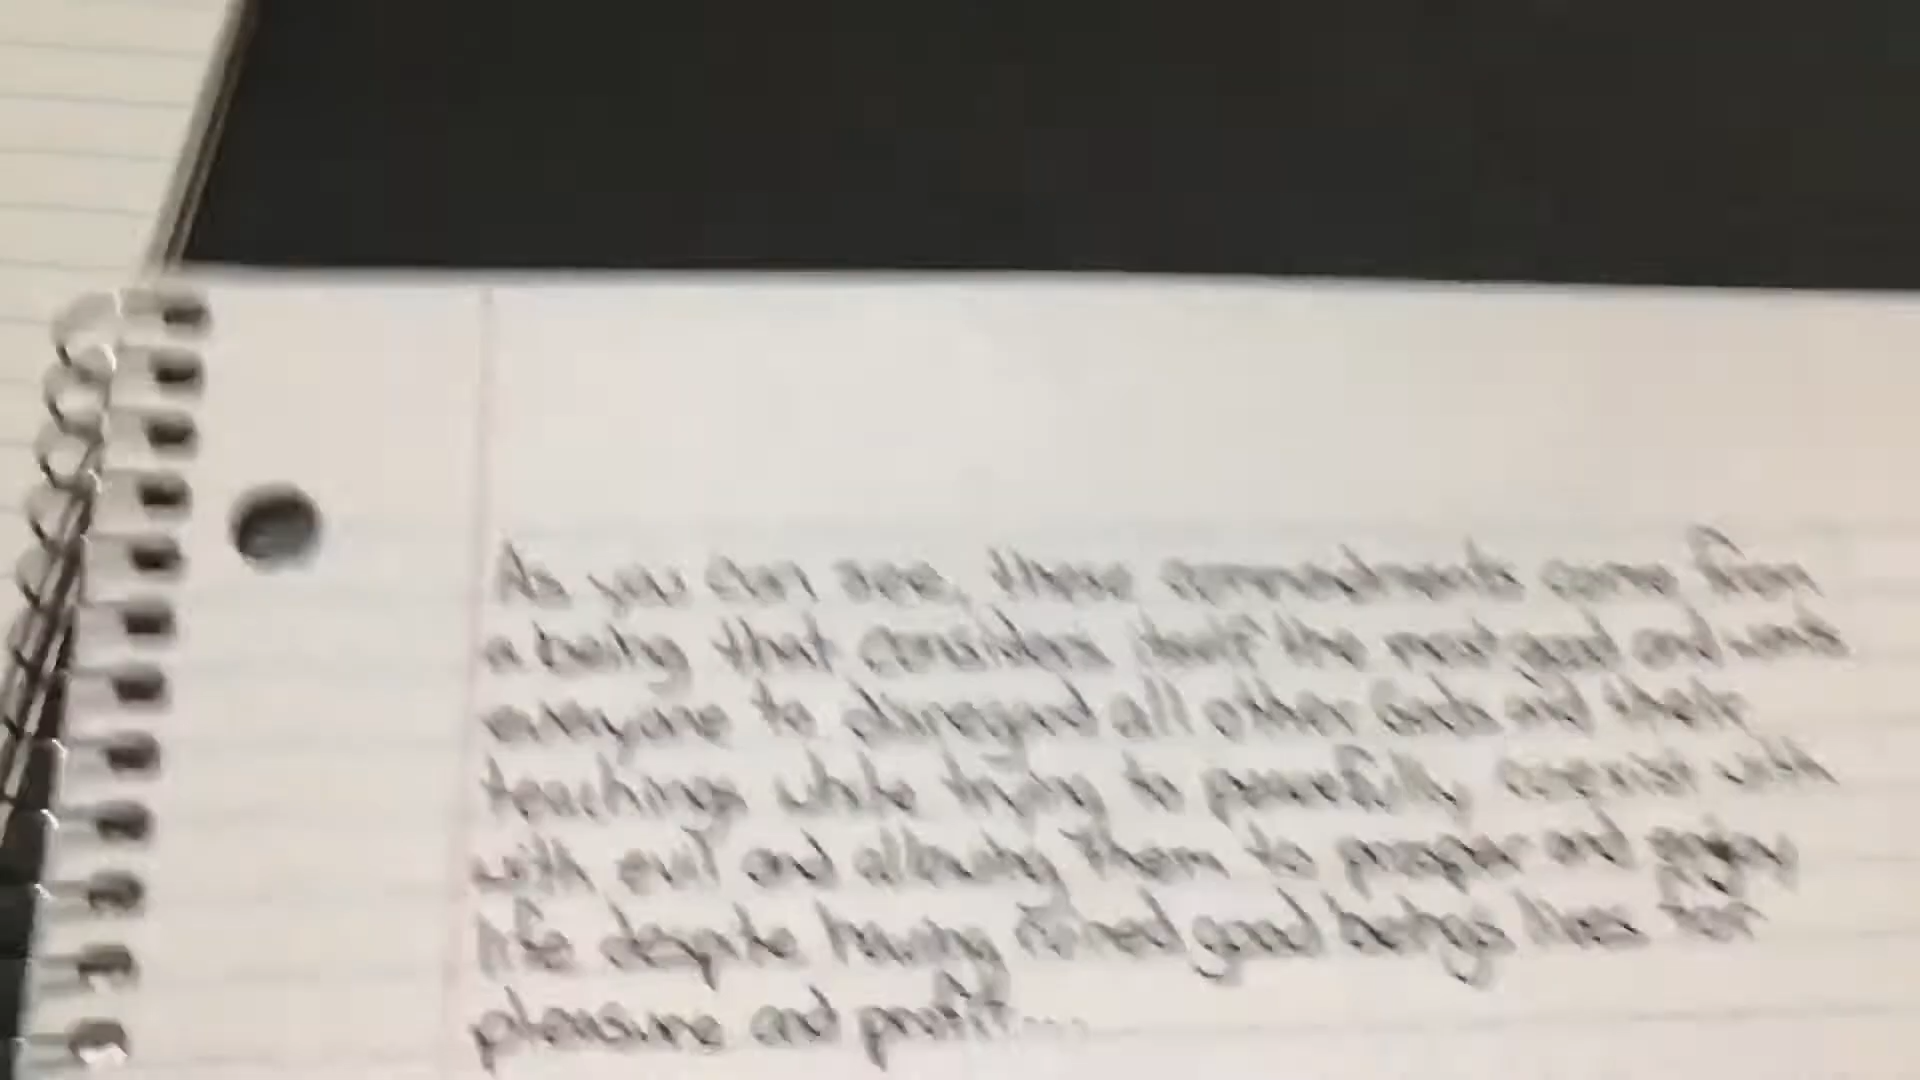 As you can see, these commandments come from
a being that considers itself the most good and wants
everyone to disregard all other Gods and their
teachings while trying to peacefully coexist with
with evil and allowing them to prosper and enjoy
life despite having ruined good beings lives for
pleasure and profit....